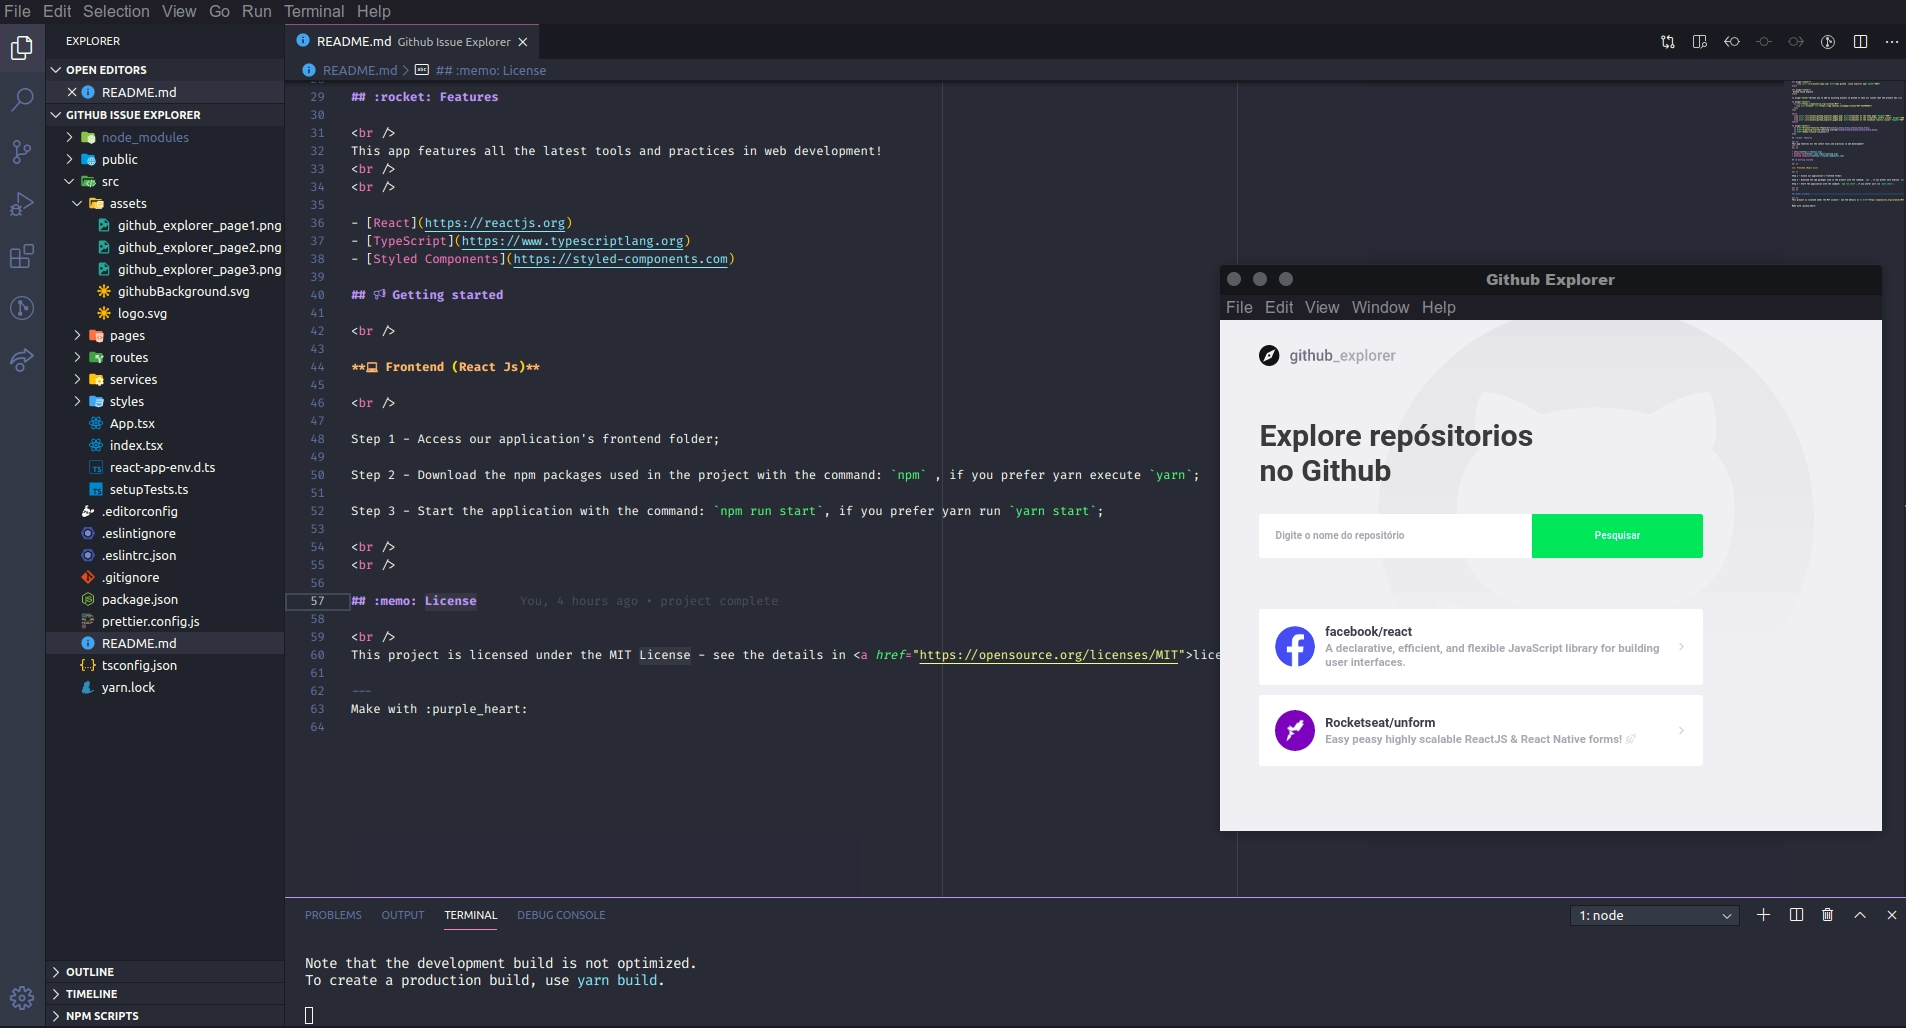 File Edit Selection View Go Run Terminal Help
EXPLORER
OPEN EDITORS
README.md
GITHUB ISSUE EXPLORER
node_modules
public
src
assets
github_explorer_page1.png
github_explorer_page2.png
github_explorer_page3.png
githubBackground.svg
logo.svg
pages
routes
services
styles
App.tsx
index.tsx
react-app-env.d.ts
setupTests.ts
.editorconfig
.eslintignore
.eslintrc.json
.gitignore
package.json
prettier.config.js
README.md
tsconfig.json
yarn.lock
OUTLINE
TIMELINE
NPM SCRIPTS
README.md Github Issue Explorer
README.md > ## :memo: License
29 ## :rocket: Features
30
31 <br />
32 This app features all the latest tools and practices in web development!
33 <br />
34 <br />
35
36 - [React](https://reactjs.org)
37 - [TypeScript](https://www.typescriptlang.org)
38 - [Styled Components](https://styled-components.com)
39
40 ## Getting started
41
42 <br />
43
44 **💻 Frontend (React Js)**
45
46 <br />
47
48 Step 1 - Access our application's frontend folder;
49
50 Step 2 - Download the npm packages used in the project with the command: `npm` , if you prefer yarn execute `yarn`;
51
52 Step 3 - Start the application with the command: `npm run start`, if you prefer yarn run `yarn start`;
53
54 <br />
55 <br />
56
57 ## :memo: License You, 4 hours ago • project complete
58
59 <br />
60 This project is licensed under the MIT License - see the details in <a href="https://opensource.org/licenses/MIT">lice
61
62 ---
63 Make with :purple_heart:
64
Github Explorer
File Edit View Window Help
github_explorer
Explore repósitorios
no Github
Digite o nome do repositório
Pesquisar
facebook/react
A declarative, efficient, and flexible JavaScript library for building
user interfaces.
Rocketseat/unform
Easy peasy highly scalable ReactJS & React Native forms! 🚀
PROBLEMS OUTPUT TERMINAL DEBUG CONSOLE
1: node
Note that the development build is not optimized.
To create a production build, use yarn build.